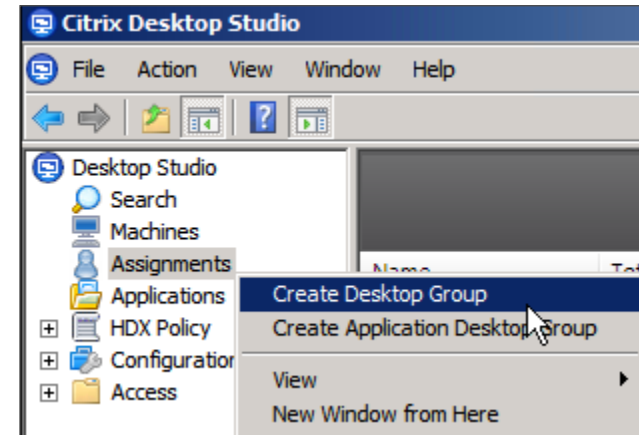 Citrix Desktop Studio
File Action View Window Help
Desktop Studio
Search
Machines
Assignments
Name
Applications
HDX Policy
Access
Create Desktop Group
Create Application Desktop Group
View
New Window from Here